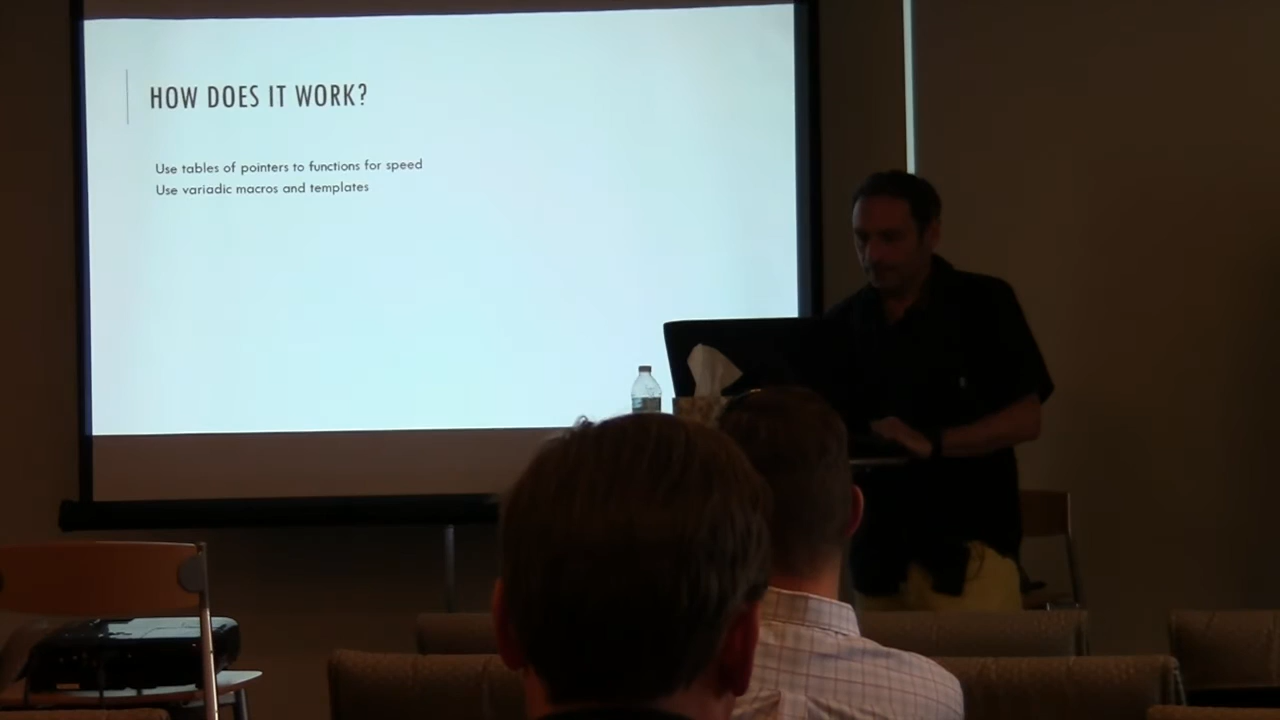 HOW DOES IT WORK?
Use tables of pointers to functions for speed
Use variadic macros and templates